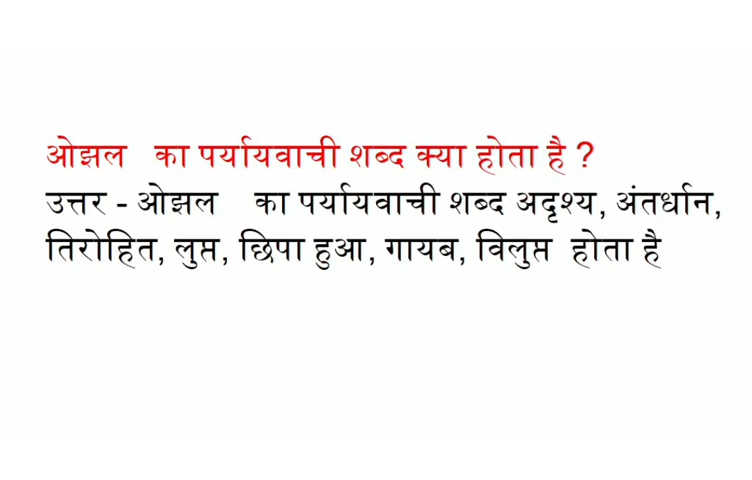 ओझल का पर्यायवाची शब्द क्या होता है ?
उत्तर - ओझल का पर्यायवाची शब्द अदृश्य, अंतर्धान,
तिरोहित, लुप्त, छिपा हुआ, गायब, विलुप्त होता है